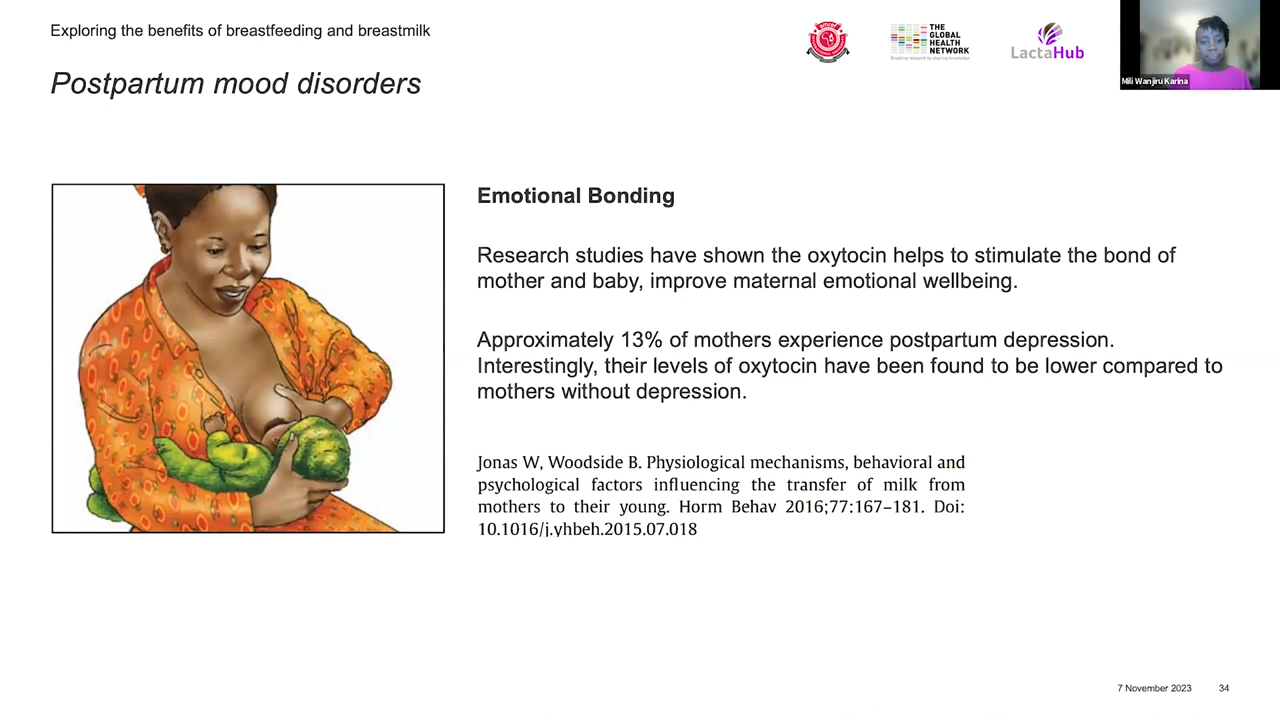 Exploring the benefits of breastfeeding and breastmilk
Postpartum mood disorders
THE
GLOBAL
HEALTH
NETWORK
Enabling research by sharing knowledge
LactaHub
Mili Wanjiru Karina
Emotional Bonding
Research studies have shown the oxytocin helps to stimulate the bond of
mother and baby, improve maternal emotional wellbeing.
Approximately 13% of mothers experience postpartum depression.
Interestingly, their levels of oxytocin have been found to be lower compared to
mothers without depression.
Jonas W, Woodside B. Physiological mechanisms, behavioral and
psychological factors influencing the transfer of milk from
mothers to their young. Horm Behav 2016;77:167–181. Doi:
10.1016/j.yhbeh.2015.07.018
7 November 2023
34